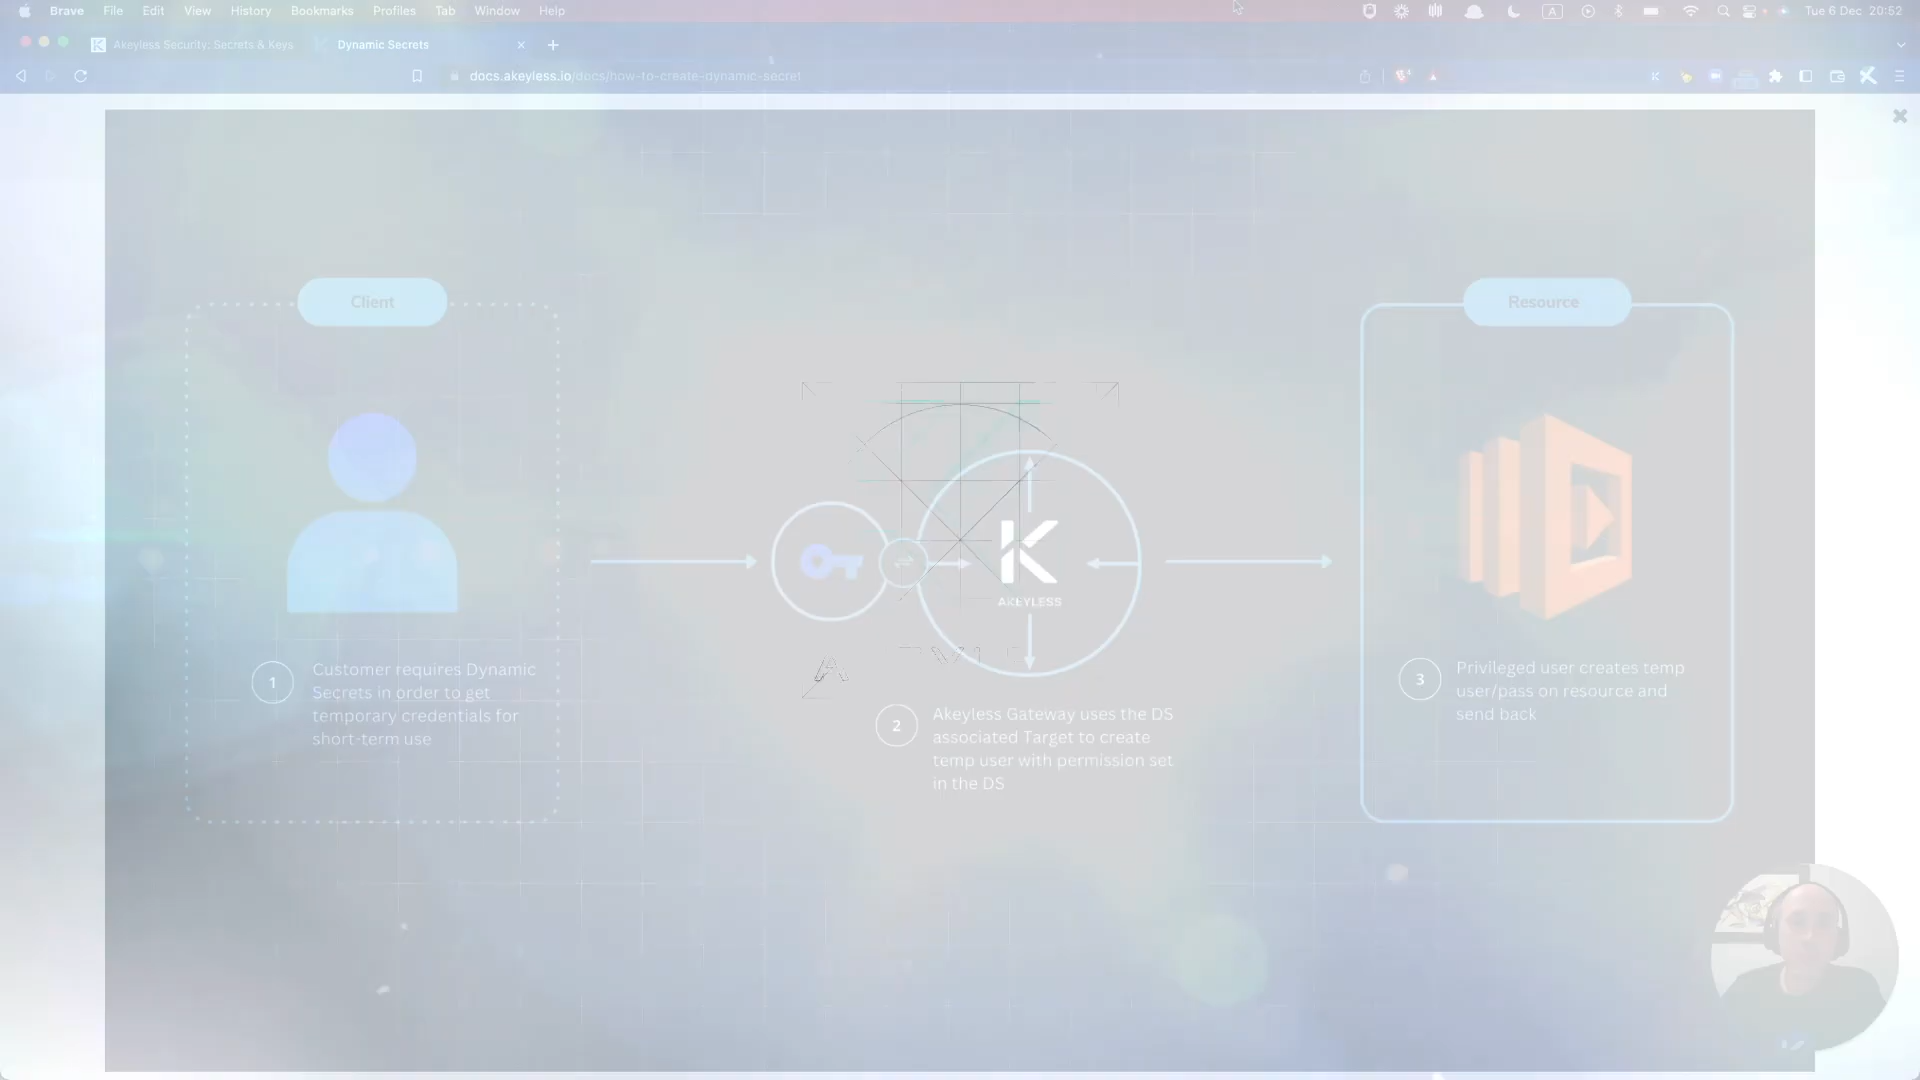 Brave File Edit View History Bookmarks Profiles Tab Window Help
A Tue 6 Dec 20:52
Akeyless Security; Secrets & Keys
Dynamic Secrets
docs.akeyless.io/docs/how-to-create-dynamic-secret
Client
Resource
AKEYLESS
1
Customer requires Dynamic
Secrets in order to get
temporary credentials for
short-term use
2
Akeyless Gateway uses the DS
associated Target to create
temp user with permission set
in the DS
3
Privileged user creates temp
user/pass on resource and
send back